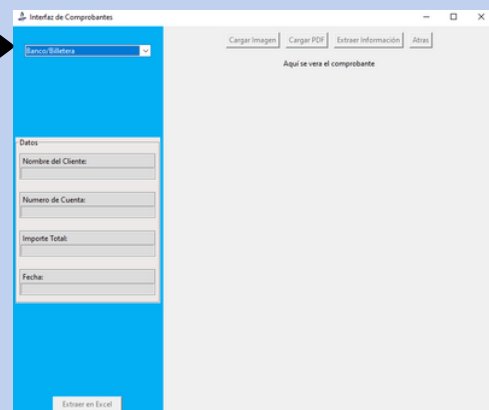 Interfaz de Comprobantes
Banco/Billetera
Cargar Imagen
Cargar PDF
Extraer Información
Atras
Aqui se vera el comprobante
Datos
Nombre del Cliente:
Numero de Cuenta:
Importe Total:
Fecha:
Extraer en Excel